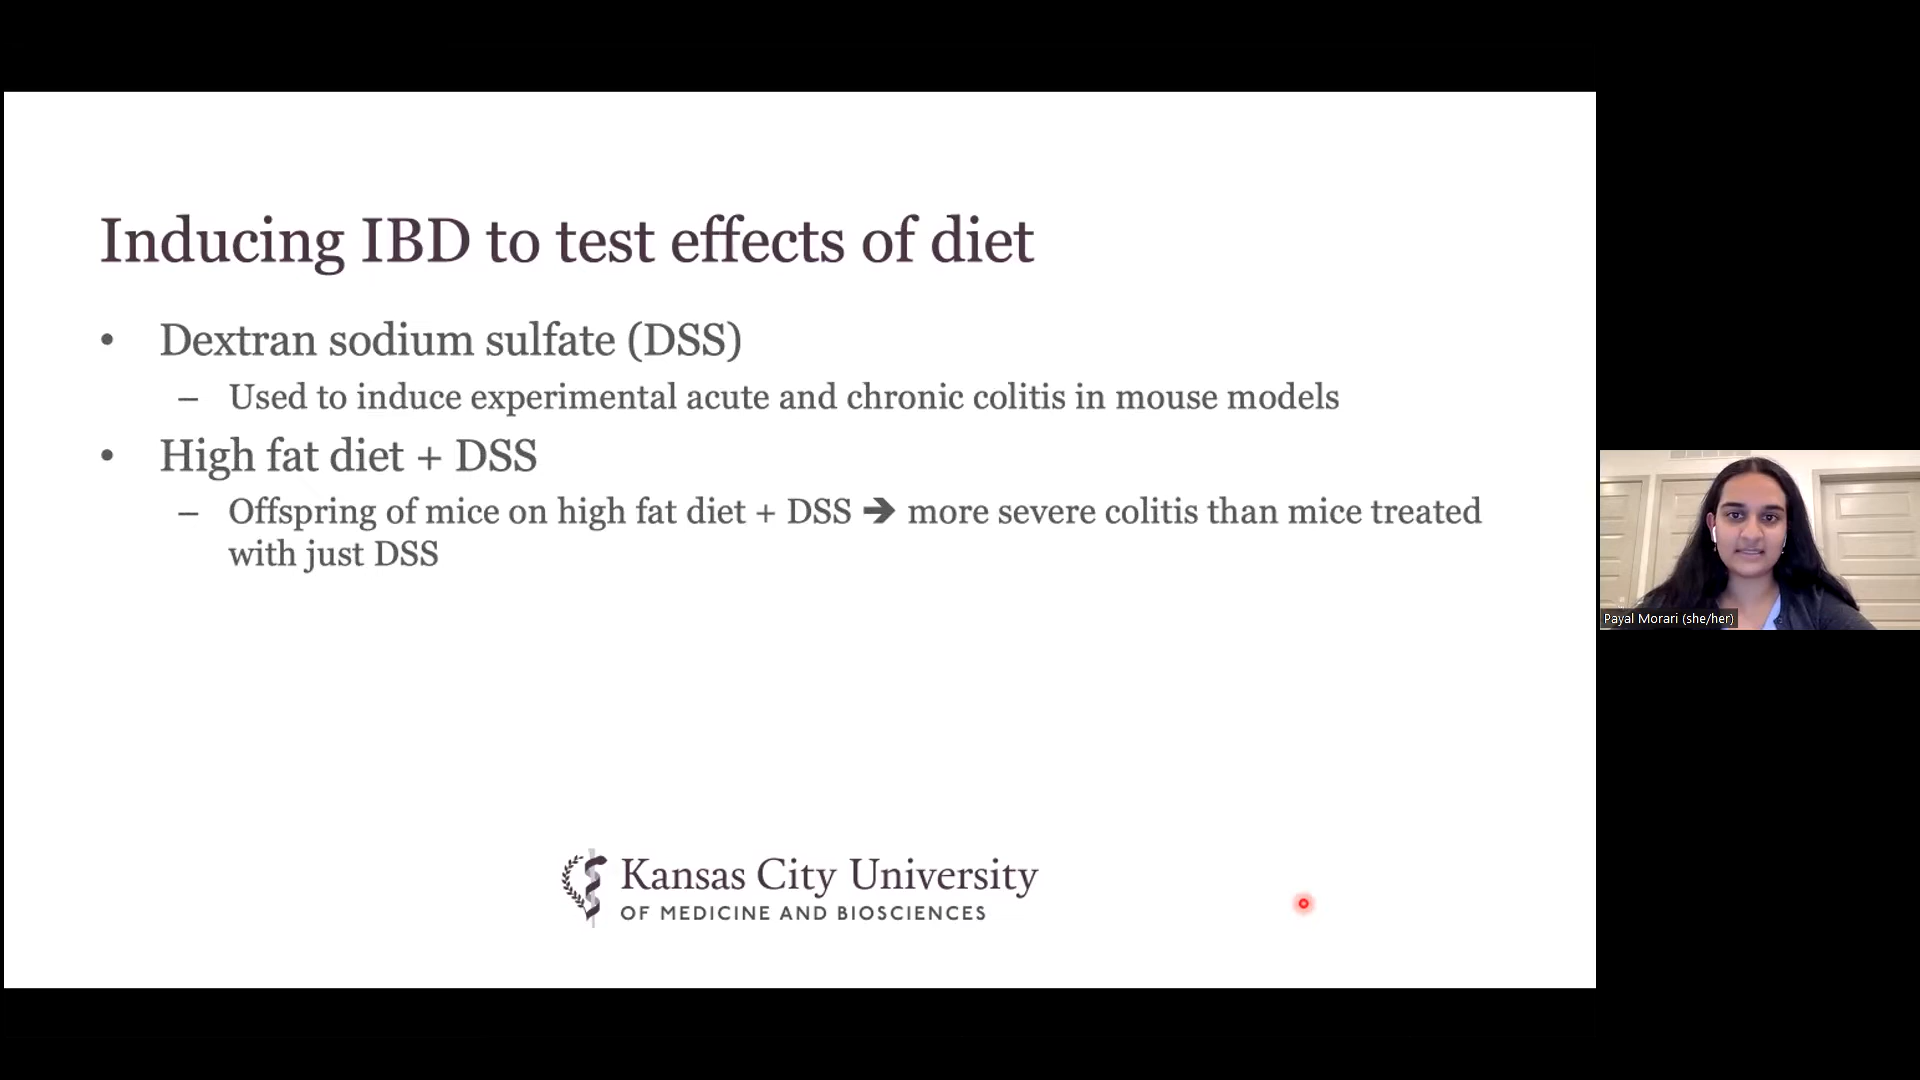 Inducing IBD to test effects of diet
• Dextran sodium sulfate (DSS)
– Used to induce experimental acute and chronic colitis in mouse models
• High fat diet + DSS
– Offspring of mice on high fat diet + DSS ➔ more severe colitis than mice treated
with just DSS
Kansas City University
OF MEDICINE AND BIOSCIENCES
Payal Morari (she/her)